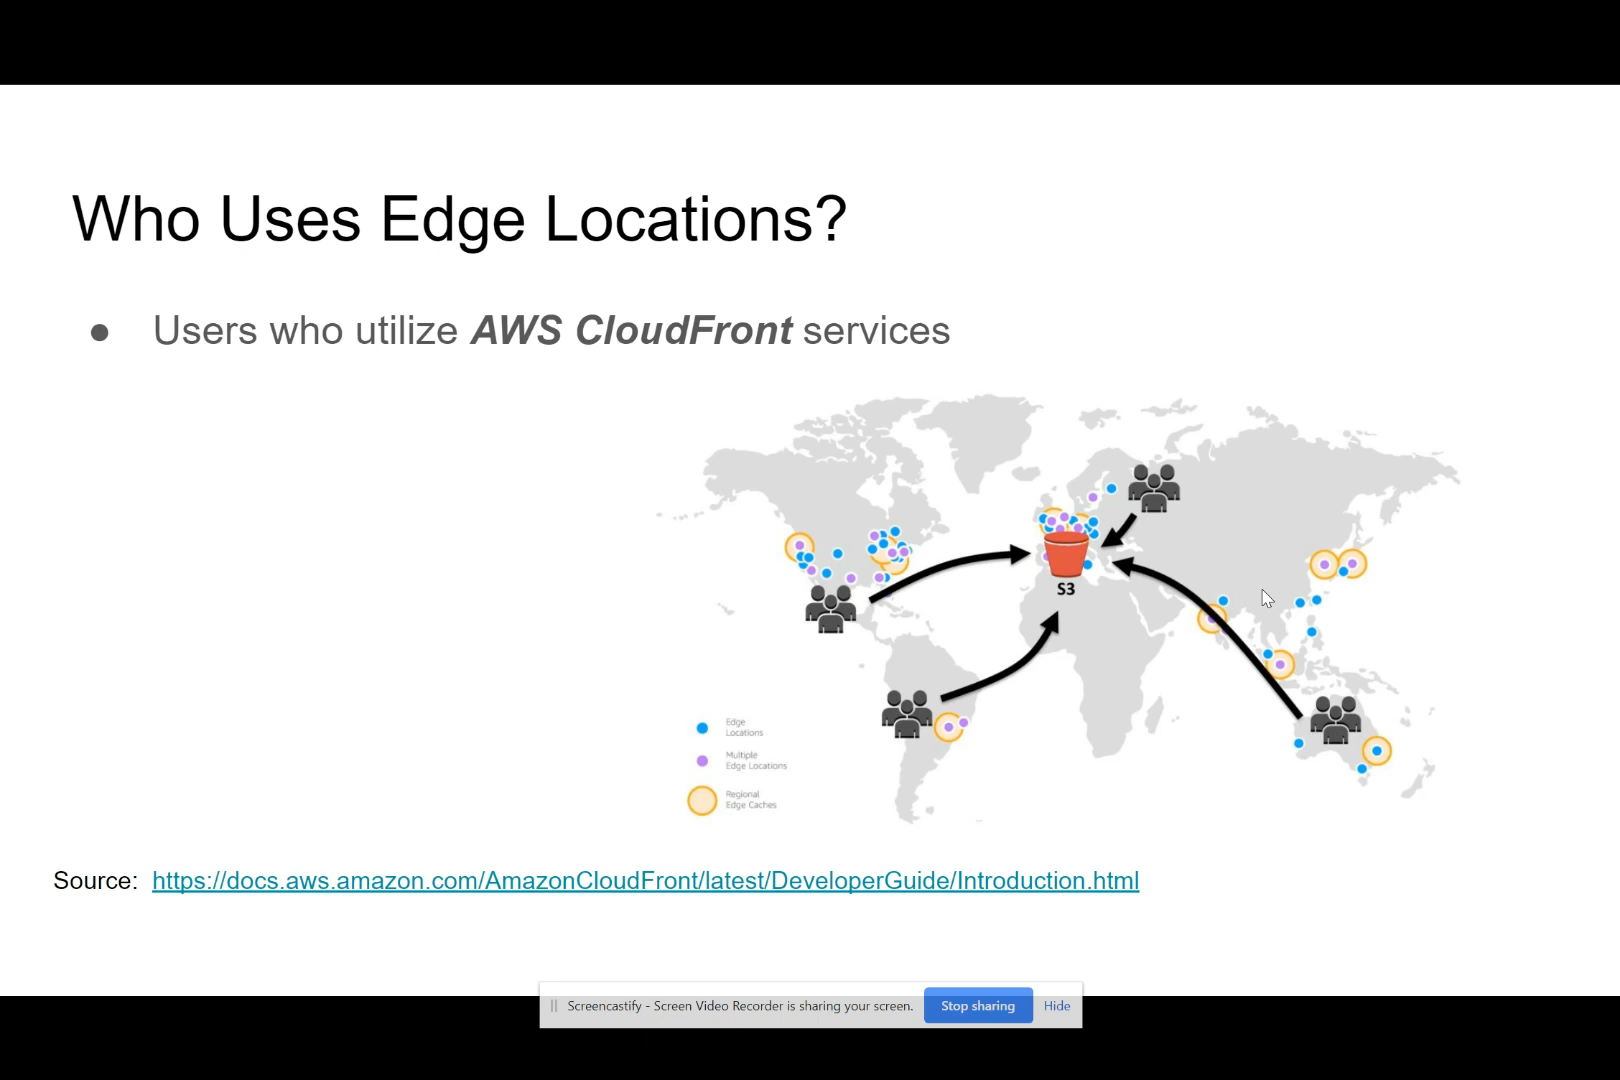 Who Uses Edge Locations?
● Users who utilize AWS CloudFront services
S3
Edge
Locations
Multiple
Edge Locations
Regional
Edge Caches
Source: https://docs.aws.amazon.com/AmazonCloudFront/latest/DeveloperGuide/Introduction.html
Screencastify - Screen Video Recorder is sharing your screen. Stop sharing Hide